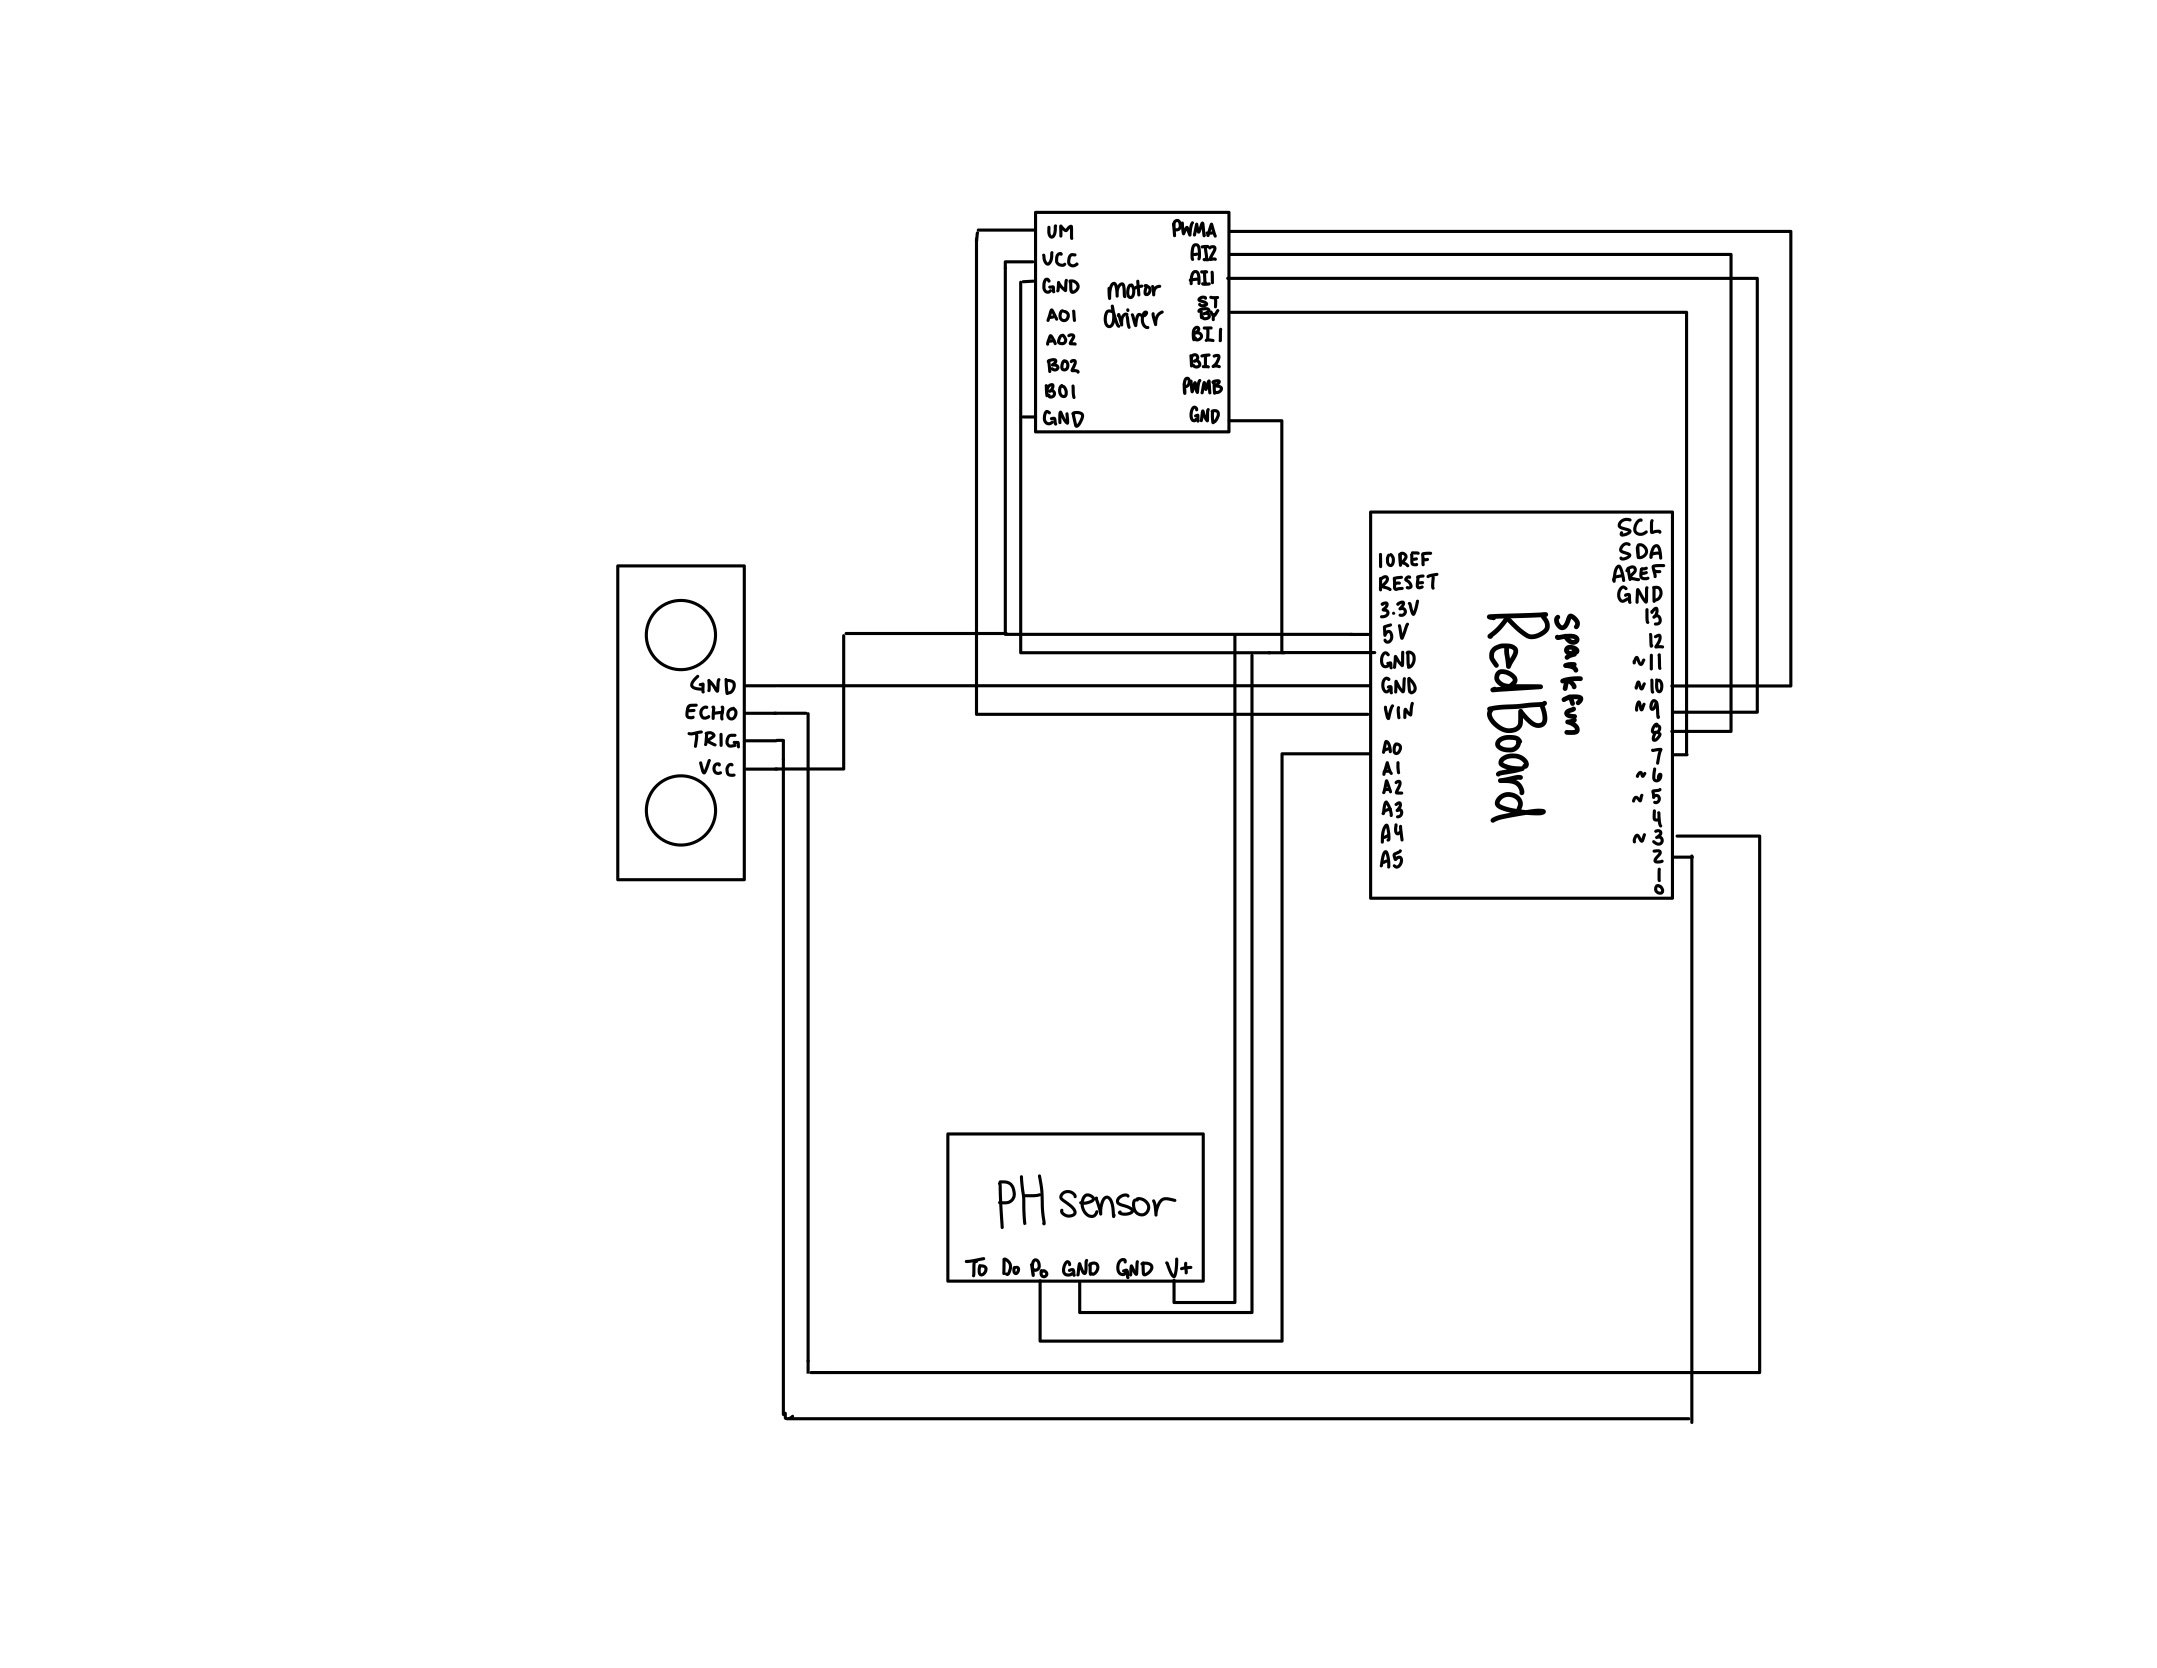 UM
VCC
GND
AO1
AO2
BO2
BO1
GND
motor
driver
PWMA
AI2
AI1
ST
BY
BI1
BI2
PWMB
GND
GND
ECHO
TRIG
Vcc
IOREF
RESET
3.3V
5V
GND
GND
VIN
A0
A1
A2
A3
A4
A5
Sparkfun
RedBoard
SCL
SDA
AREF
GND
13
12
~11
~10
~9
8
7
~6
~5
4
~3
2
1
0
PH sensor
To Do Po GND GND V+